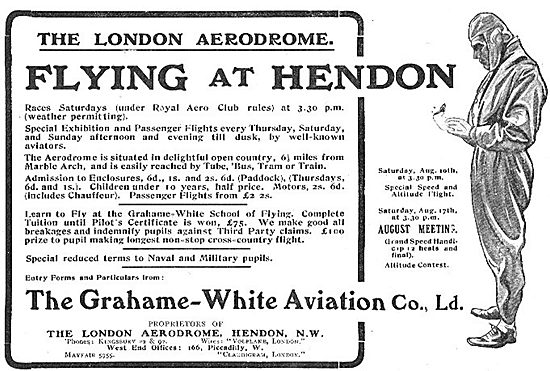 THE LONDON AERODROME.
FLYING AT HENDON
Races Saturdays (under Royal Aero Club rules) at 3.30 p.m.
(weather permitting).
Special Exhibition and Passenger Flights every Thursday, Saturday,
and Sunday afternoon and evening till dusk, by well-known
aviators.
The Aerodrome is situated in delightful open country, 6½ miles from
Marble Arch, and is easily reached by Tube, 'Bus, Tram or Train.
Admission to Enclosures, 6d., 1s. and 2s. 6d. (Paddock), (Thursdays,
6d. and 1s.). Children under 10 years, half price. Motors, 2s. 6d.
(includes Chauffeur). Passenger Flights from £2 2s.
Learn to Fly at the Grahame-White School of Flying. Complete
Tuition until Pilot's Certificate is won, £75. We make good all
breakages and indemnify pupils against Third Party claims. £100
prize to pupil making longest non-stop cross-country flight.
Special reduced terms to Naval and Military pupils.
Entry Forms and Particulars from:
The Grahame-White Aviation Co., Ld.
PROPRIETORS OF
THE LONDON AERODROME, HENDON, N.W.
'Phones: KINGSBURY 22 & 92. Wires: "VOLPLANE, LONDON."
West End Offices: 166, Piccadilly, W.
MAYFAIR 5955. "CLAUDIGRAM, LONDON."
Saturday, Aug. 10th,
at 3.30 p.m.
Special Speed and
Altitude Flight.
Saturday, Aug. 17th,
at 3.30 p.m.
AUGUST MEETING.
Grand Speed Handi-
cap (2 heats and
final).
Altitude Contest.